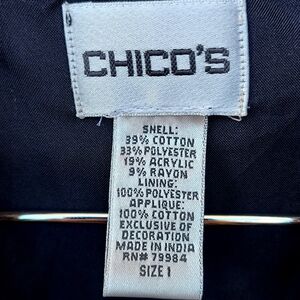 CHICO'S
SHELL:
39% COTTON
33% POLYESTER
19% ACRYLIC
9% RAYON
LINING:
100% POLYESTER
APPLIQUE:
100% COTTON
EXCLUSIVE OF
DECORATION
MADE IN INDIA
RN# 79984
SIZE 1